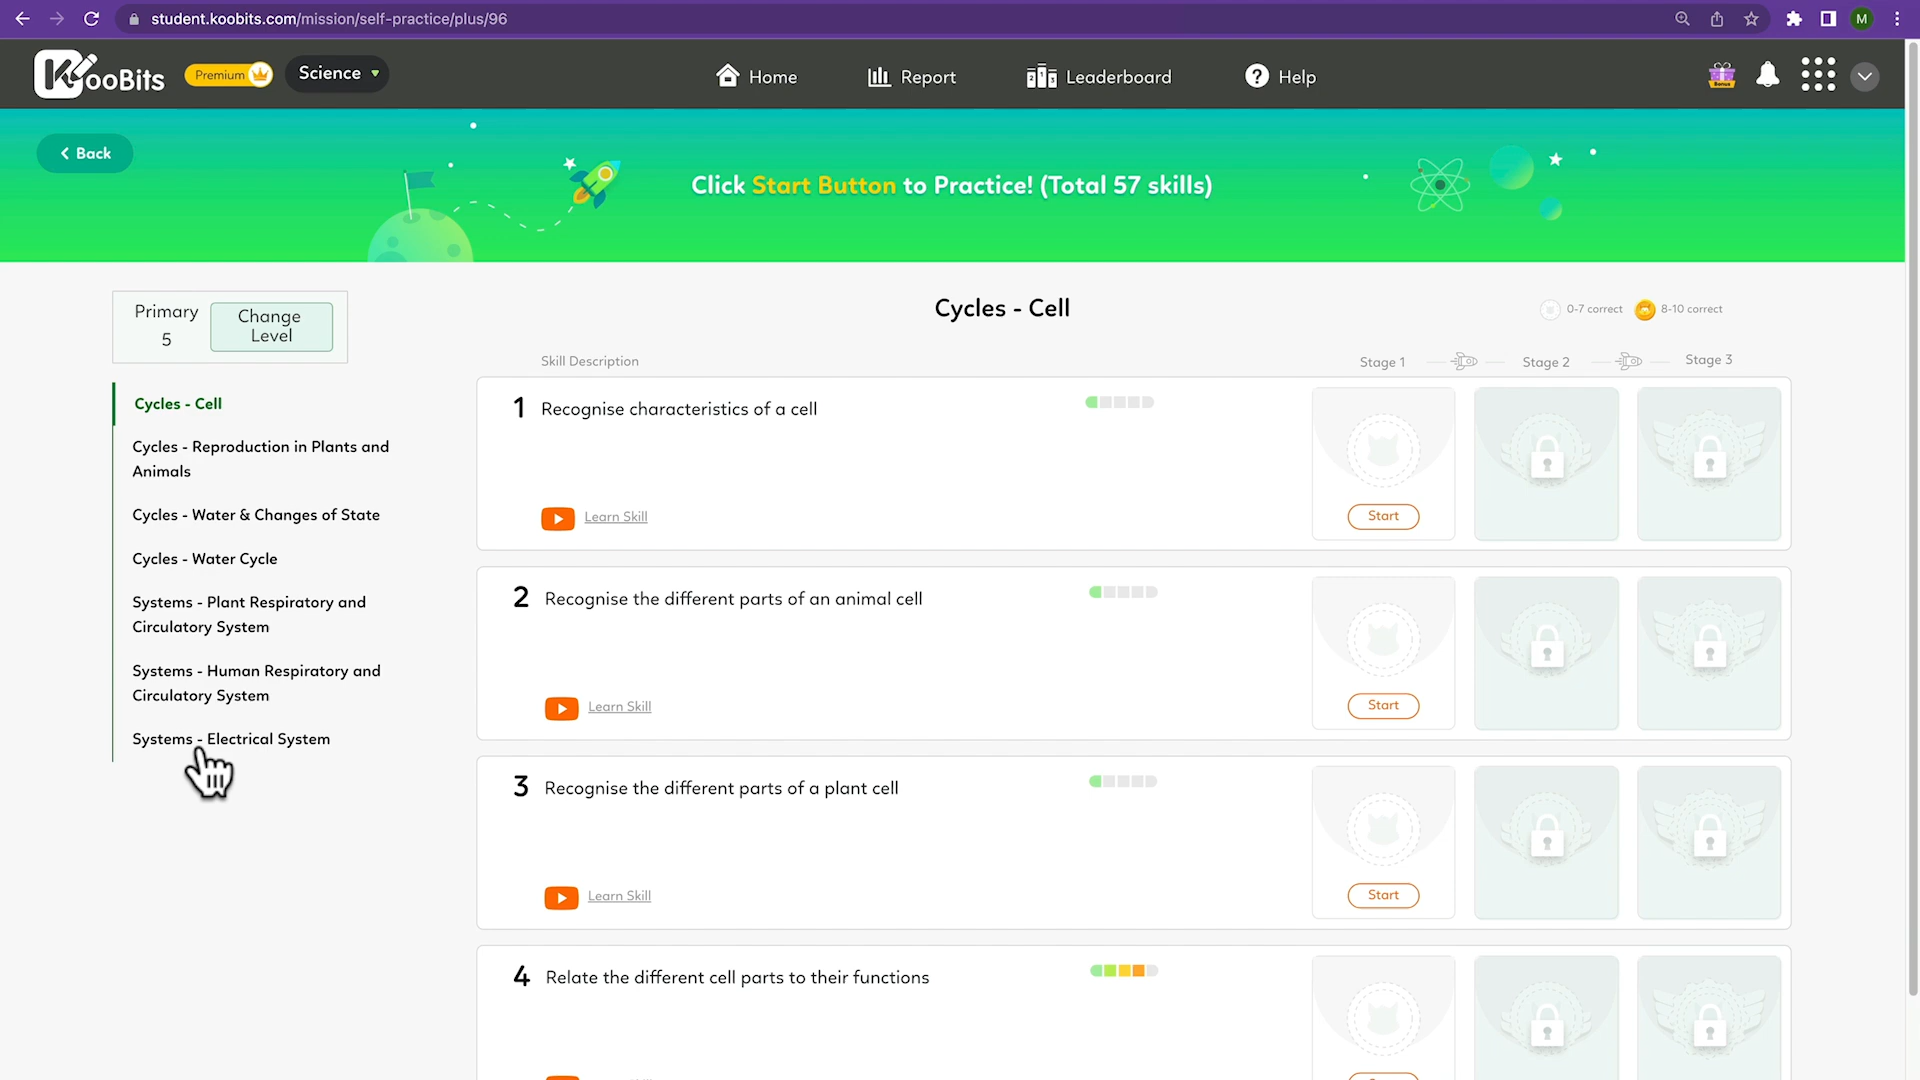 student.koobits.com/mission/self-practice/plus/96
M
KooBits
Premium
Science
Home
Report
Leaderboard
Help
Bonus
Back
Click Start Button to Practice! (Total 57 skills)
Primary
5
Change
Level
Cycles - Cell
Cycles - Reproduction in Plants and
Animals
Cycles - Water & Changes of State
Cycles - Water Cycle
Systems - Plant Respiratory and
Circulatory System
Systems - Human Respiratory and
Circulatory System
Systems - Electrical System
Cycles - Cell
0-7 correct
8-10 correct
Skill Description
Stage 1
Stage 2
Stage 3
1 Recognise characteristics of a cell
Learn Skill
Start
2 Recognise the different parts of an animal cell
Learn Skill
Start
3 Recognise the different parts of a plant cell
Learn Skill
Start
4 Relate the different cell parts to their functions